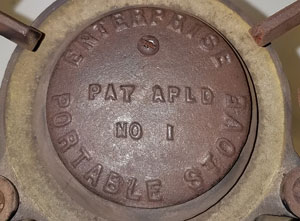 ENTERPRISE
PAT APLD
NO 1
PORTABLE STOVE